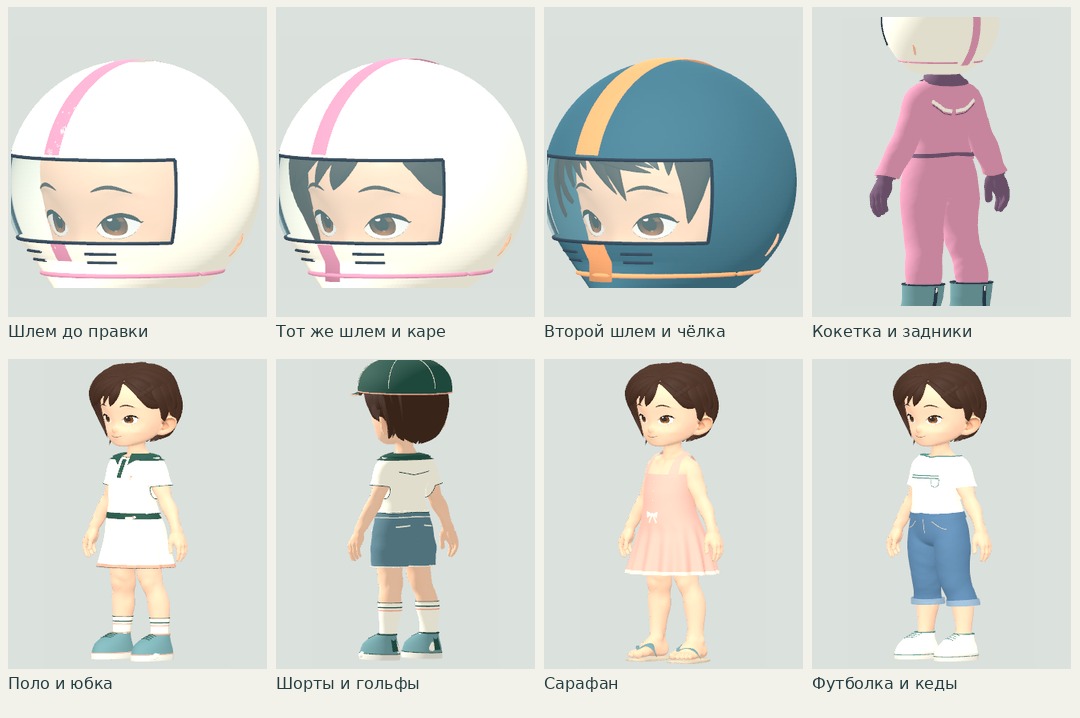 Шлем до правки
Тот же шлем и каре
Второй шлем и чёлка
Кокетка и задники
Поло и юбка
Шорты и гольфы
Сарафан
Футболка и кеды